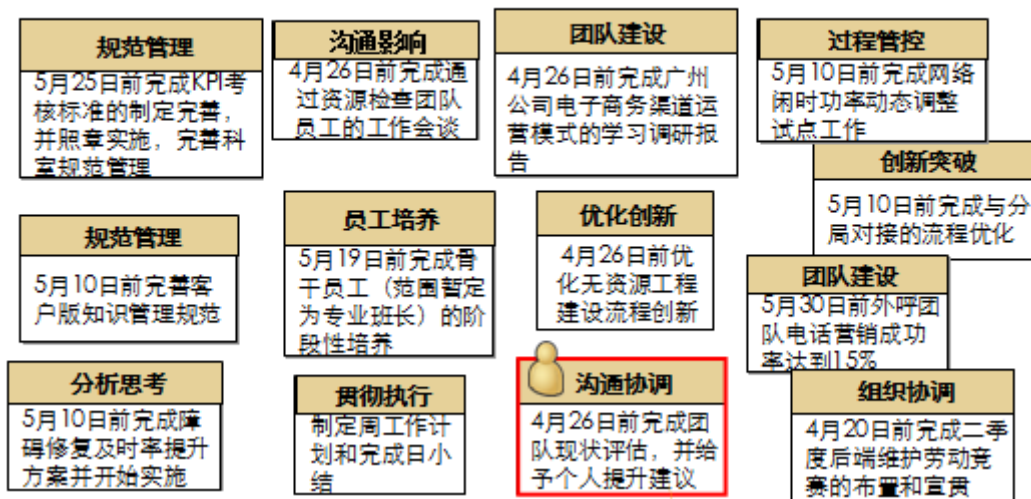 规范管理
5月25日前完成KPI考
核标准的制定完善，
并照章实施，完善科
室规范管理
沟通影响
4月26日前完成通
过资源检查团队
员工的工作会谈
团队建设
4月26日前完成广州
公司电子商务渠道运
营模式的学习调研报
告
过程管控
5月10日前完成网络
闲时功率动态调整
试点工作
创新突破
5月10日前完成与分
局对接的流程优化
规范管理
5月10日前完善客
户版知识管理规范
员工培养
5月19日前完成骨
干员工（范围暂定
为专业班长）的阶
段性培养
优化创新
4月26日前优
化无资源工程
建设流程创新
团队建设
5月30日前外呼团
队电话营销成功
率达到15%
分析思考
5月10日前完成障
碍修复及时率提升
方案并开始实施
贯彻执行
制定周工作计
划和完成日小
结
沟通协调
4月26日前完成团
队现状评估，并给
予个人提升建议
组织协调
4月20日前完成二季
度后端维护劳动竞
赛的布置和宣贯